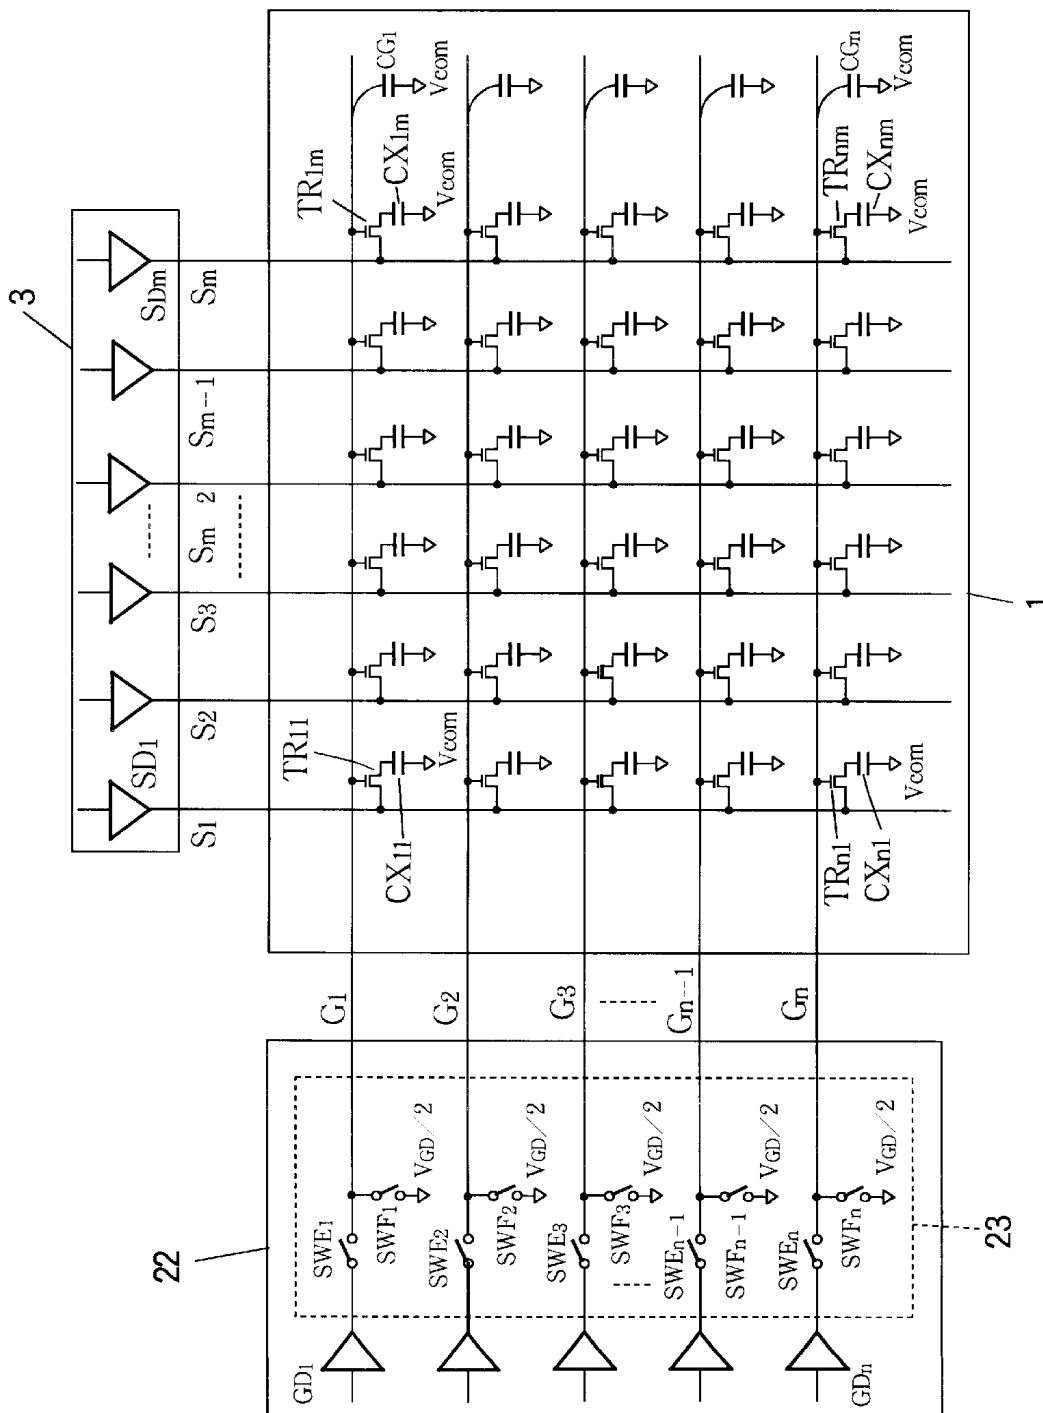 3
SD1
SDm
S1
S2
S3
Sm 2
Sm-1
Sm
TR11
CX11
Vcom
TR1m
CX1m
Vcom
CG1
Vcom
TRn1
CXn1
Vcom
TRnm
CXnm
Vcom
CGn
Vcom
1
G1
G2
G3
Gn-1
Gn
22
GD1
SWE1
SWF1
VGD/2
SWE2
SWF2
VGD/2
SWE3
SWF3
VGD/2
SWEn-1
SWFn-1
VGD/2
SWEn
SWFn
VGD/2
GDn
23